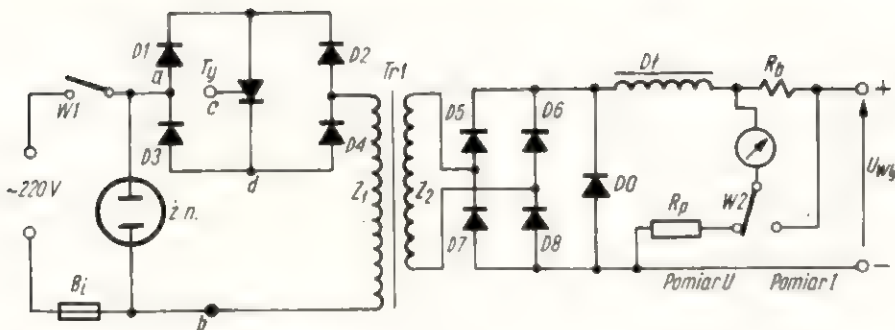 D1
Ty
D2
Tr1
Dł
Rb
+
W1
a
c
D5
D6
D3
D4
~220V
ż n.
d
Z1
Z2
D0
Uwy
W2
Rp
D7
D8
Bi
b
Pomiar U
Pomiar I
−